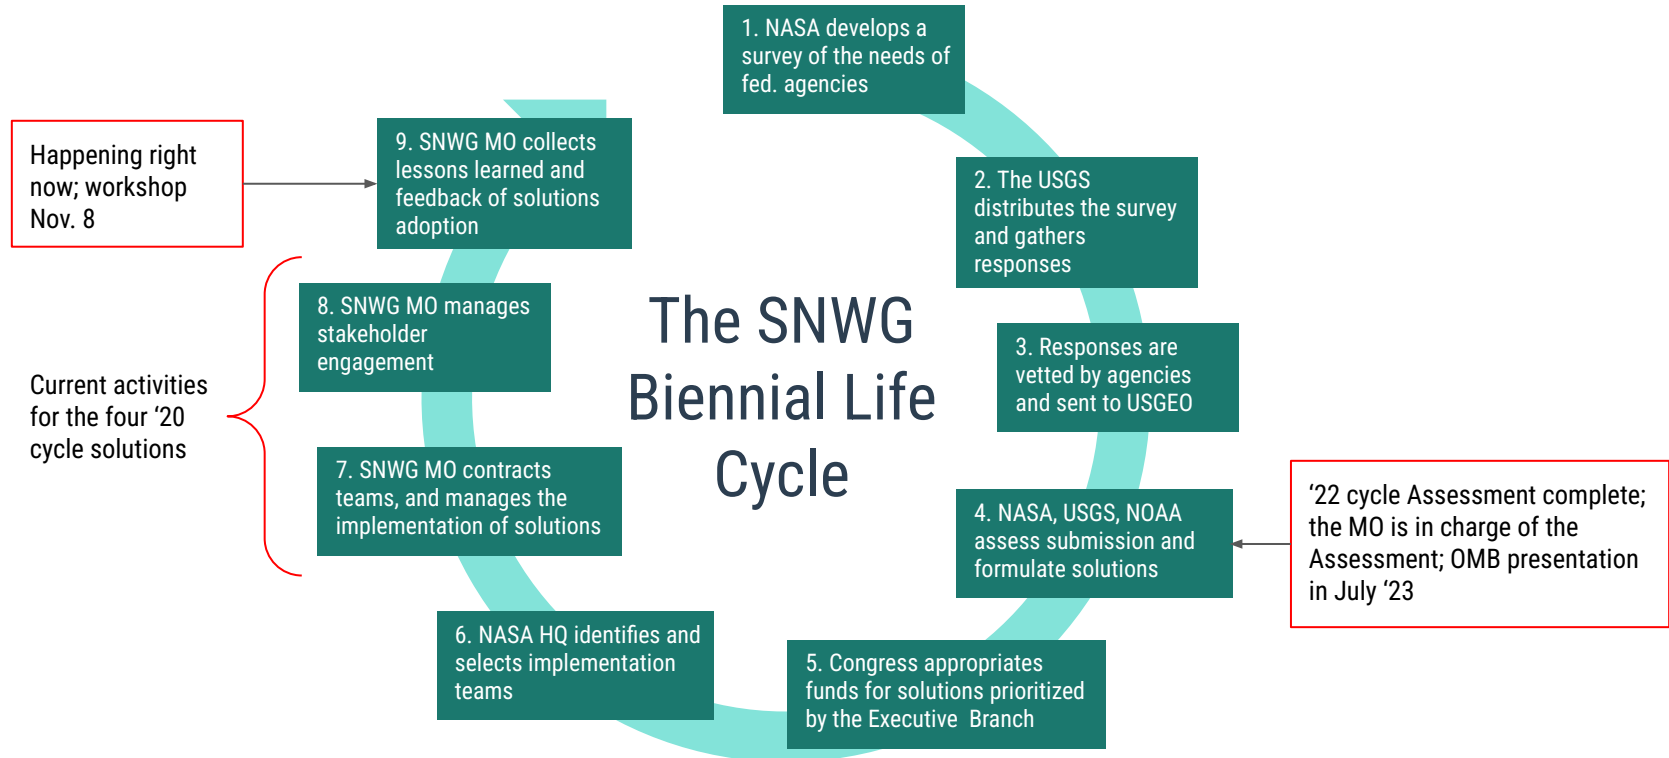 1. NASA develops a
survey of the needs of
fed. agencies
2. The USGS
distributes the survey
and gathers
responses
3. Responses are
vetted by agencies
and sent to USGEO
4. NASA, USGS, NOAA
assess submission and
formulate solutions
‘22 cycle Assessment complete;
the MO is in charge of the
Assessment; OMB presentation
in July ‘23
5. Congress appropriates
funds for solutions prioritized
by the Executive Branch
6. NASA HQ identifies and
selects implementation
teams
7. SNWG MO contracts
teams, and manages the
implementation of solutions
8. SNWG MO manages
stakeholder
engagement
Current activities
for the four ‘20
cycle solutions
9. SNWG MO collects
lessons learned and
feedback of solutions
adoption
Happening right
now; workshop
Nov. 8
The SNWG
Biennial Life
Cycle